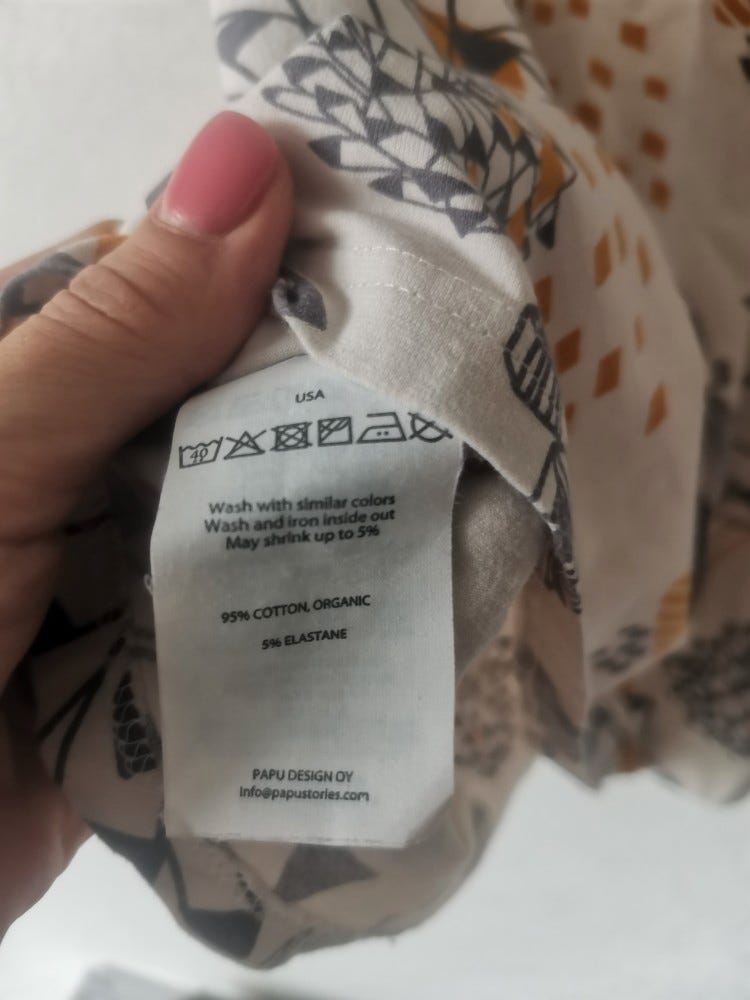 USA
40
Wash with similar colors
Wash and iron inside out
May shrink up to 5%
95% COTTON, ORGANIC
5% ELASTANE
PAPU DESIGN OY
Info@papustories.com